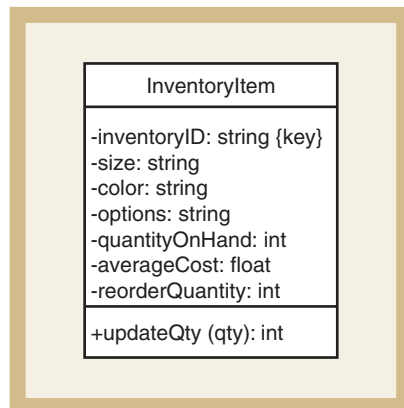 InventoryItem
-inventoryID: string {key}
-size: string
-color: string
-options: string
-quantityOnHand: int
-averageCost: float
-reorderQuantity: int
+updateQty (qty): int